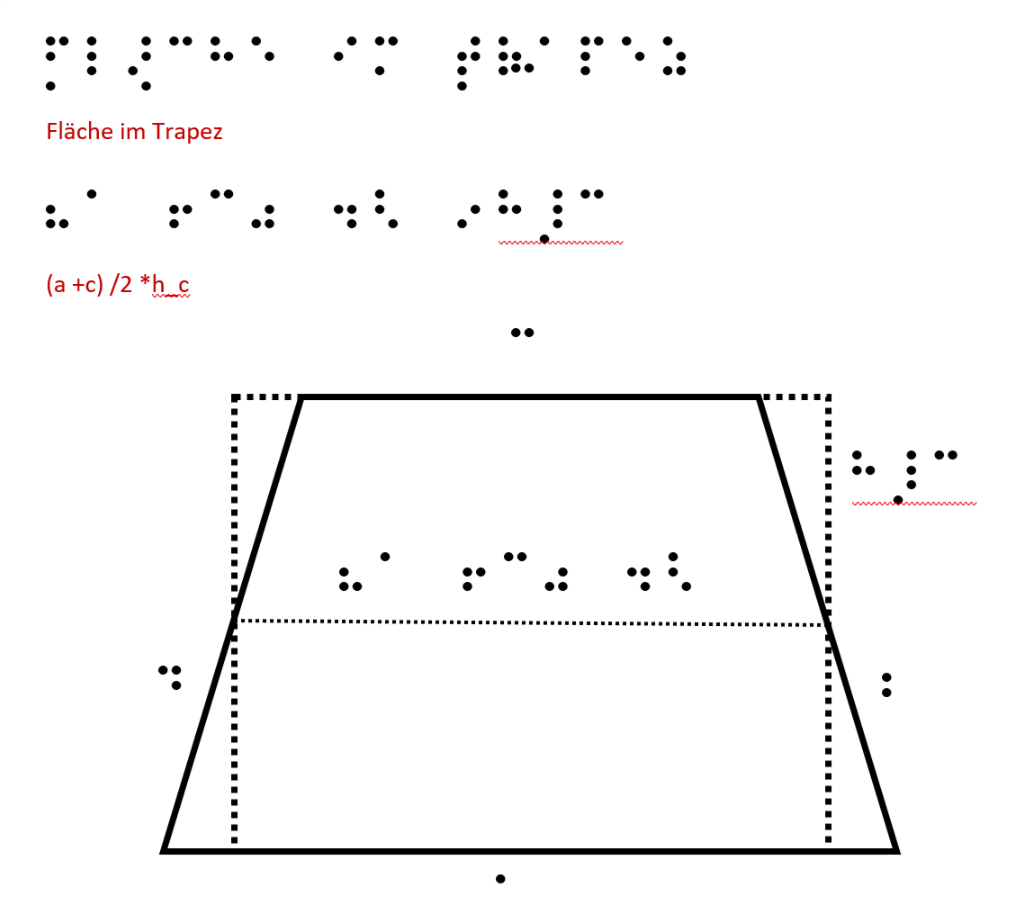 ⡋⠇⢜⠉⠓⠑ ⠊⠍ ⡞⠗⠁⠏⠑⠵
Fläche im Trapez
⠦⠁ ⠖⠉⠴ ⠲⠣ ⠔⠓⡸⠉
(a +c) /2 *h_c
⠉
⠓⡸⠉
⠦⠁ ⠖⠉⠴ ⠲⠣
⠙
⠃
⠁